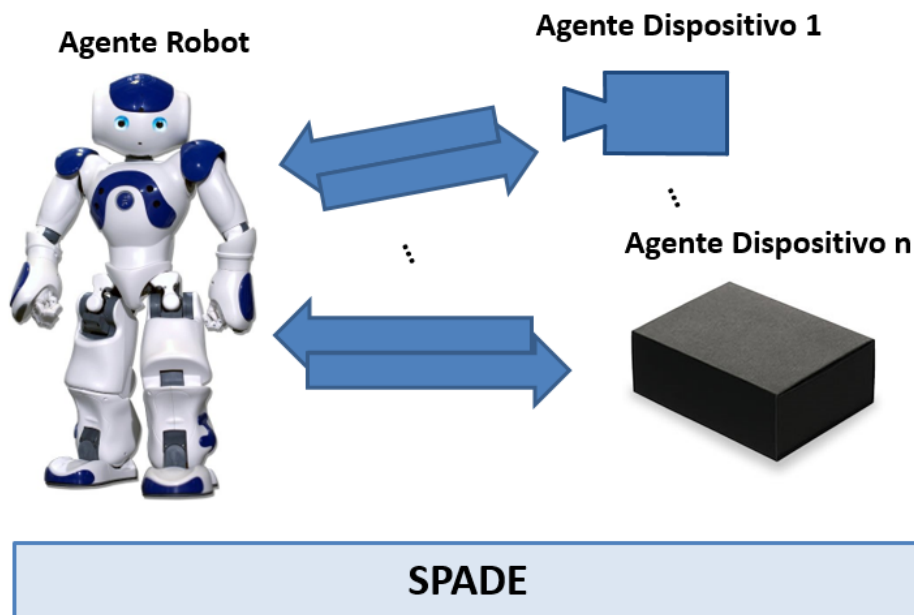 Agente Robot
Agente Dispositivo 1
...
...
Agente Dispositivo n
SPADE